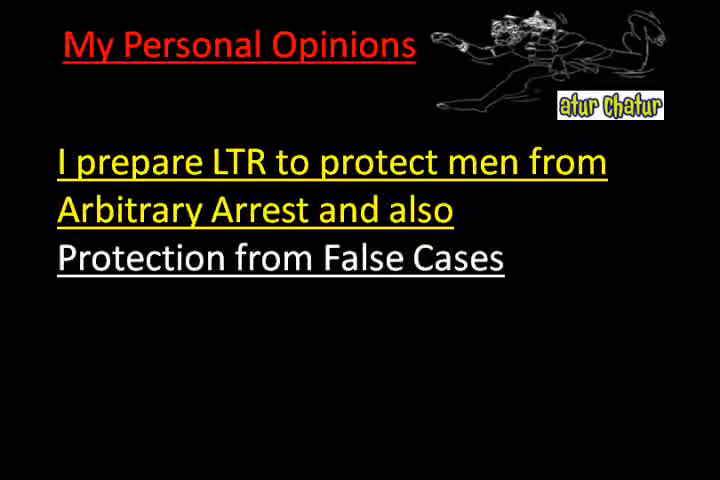 My Personal Opinions
atur chatur
I prepare LTR to protect men from
Arbitrary Arrest and also
Protection from False Cases